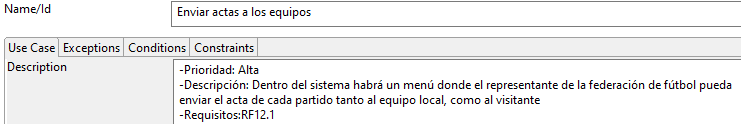 Name/Id
Enviar actas a los equipos
Use Case Exceptions Conditions Constraints
Description
-Prioridad: Alta
-Descripción: Dentro del sistema habrá un menú donde el representante de la federación de fútbol pueda
enviar el acta de cada partido tanto al equipo local, como al visitante
-Requisitos:RF12.1